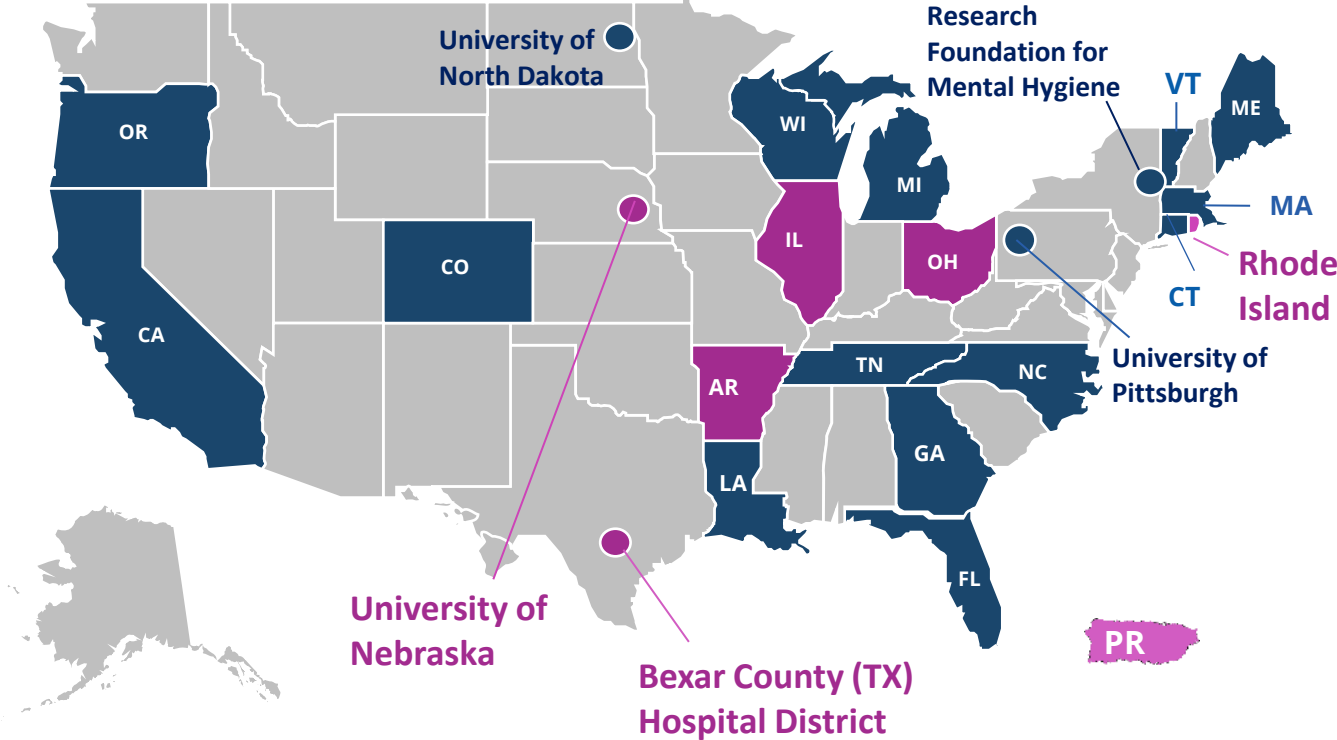 University of
North Dakota
Research
Foundation for
Mental Hygiene
VT
ME
OR
WI
MI
MA
IL
OH
Rhode
Island
CO
CT
CA
University of
Pittsburgh
TN
NC
AR
GA
LA
FL
University of
Nebraska
PR
Bexar County (TX)
Hospital District